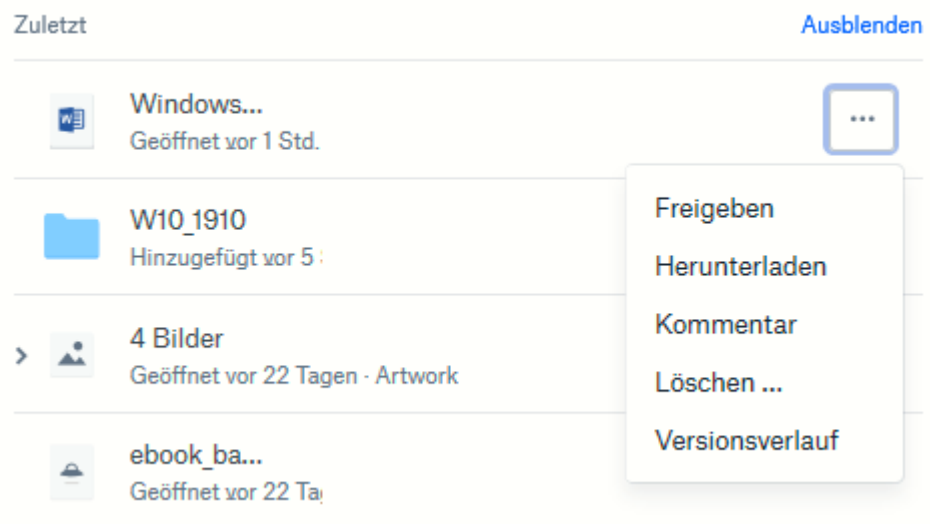 Zuletzt
Ausblenden
Windows...
Geöffnet vor 1 Std.
W10_1910
Hinzugefügt vor 5
4 Bilder
Geöffnet vor 22 Tagen · Artwork
ebook_ba...
Geöffnet vor 22
Freigeben
Herunterladen
Kommentar
Löschen ...
Versionsverlauf